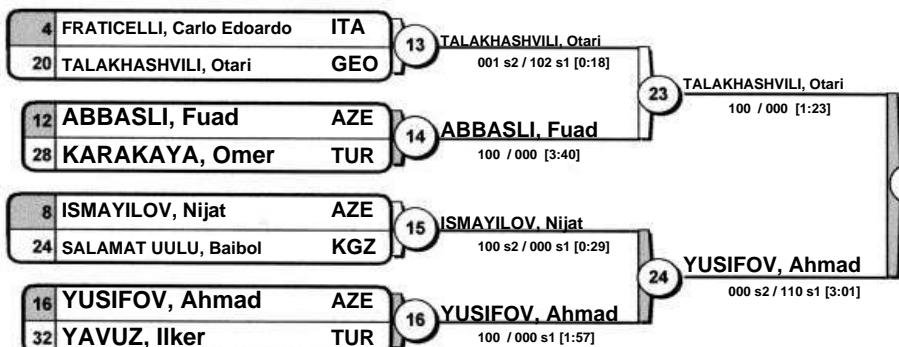 4 FRATICELLI, Carlo Edoardo ITA
20 TALAKHASHVILI, Otari GEO
13
TALAKHASHVILI, Otari
001 s2 / 102 s1 [0:18]
12 ABBASLI, Fuad AZE
28 KARAKAYA, Omer TUR
14
ABBASLI, Fuad
100 / 000 [3:40]
23
TALAKHASHVILI, Otari
100 / 000 [1:23]
8 ISMAYILOV, Nijat AZE
24 SALAMAT UULU, Baibol KGZ
15
ISMAYILOV, Nijat
100 s2 / 000 s1 [0:29]
16 YUSIFOV, Ahmad AZE
32 YAVUZ, Ilker TUR
16
YUSIFOV, Ahmad
100 / 000 s1 [1:57]
24
YUSIFOV, Ahmad
000 s2 / 110 s1 [3:01]